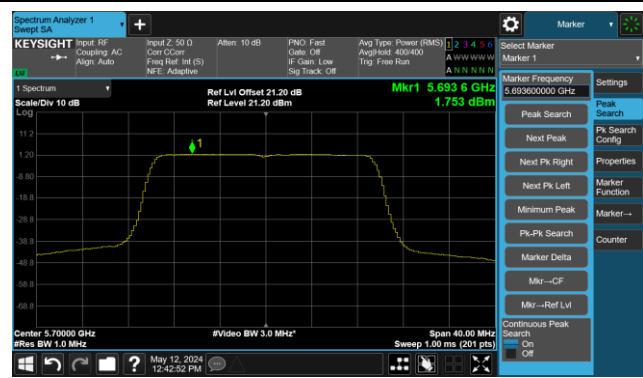 Spectrum Analyzer 1
Swept SA
+
Marker
KEYSIGHT
Input: RF
Coupling: AC
Align: Auto
Input Z: 50 Ω
Corr CCorr
Freq Ref: Int (S)
NFE: Adaptive
Atten: 10 dB
PNO: Fast
Gate: Off
IF Gain: Low
Sig Track: Off
Avg Type: Power (RMS)
Avg|Hold: 400/400
Trig: Free Run
1 2 3 4 5 6
A W W W W W
A N N N N N
Select Marker
Marker 1
LXI
1 Spectrum
Scale/Div 10 dB
Log
Ref Lvl Offset 21.20 dB
Ref Level 21.20 dBm
Mkr1 5.693 6 GHz
1.753 dBm
11.2
1.20
-8.80
-18.8
-28.8
-38.8
-48.8
-58.8
-68.8
1
Center 5.70000 GHz
#Res BW 1.0 MHz
#Video BW 3.0 MHz*
Span 40.00 MHz
Sweep 1.00 ms (201 pts)
Marker Frequency
5.693600000 GHz
Peak Search
Next Peak
Next Pk Right
Next Pk Left
Minimum Peak
Pk-Pk Search
Marker Delta
Mkr→CF
Mkr→Ref Lvl
Continuous Peak
Search
On
Off
Settings
Peak
Search
Pk Search
Config
Properties
Marker
Function
Marker→
Counter
?
May 12, 2024
12:42:52 PM